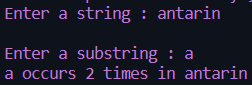 Enter a string : antarin
Enter a substring : a
a occurs 2 times in antarin